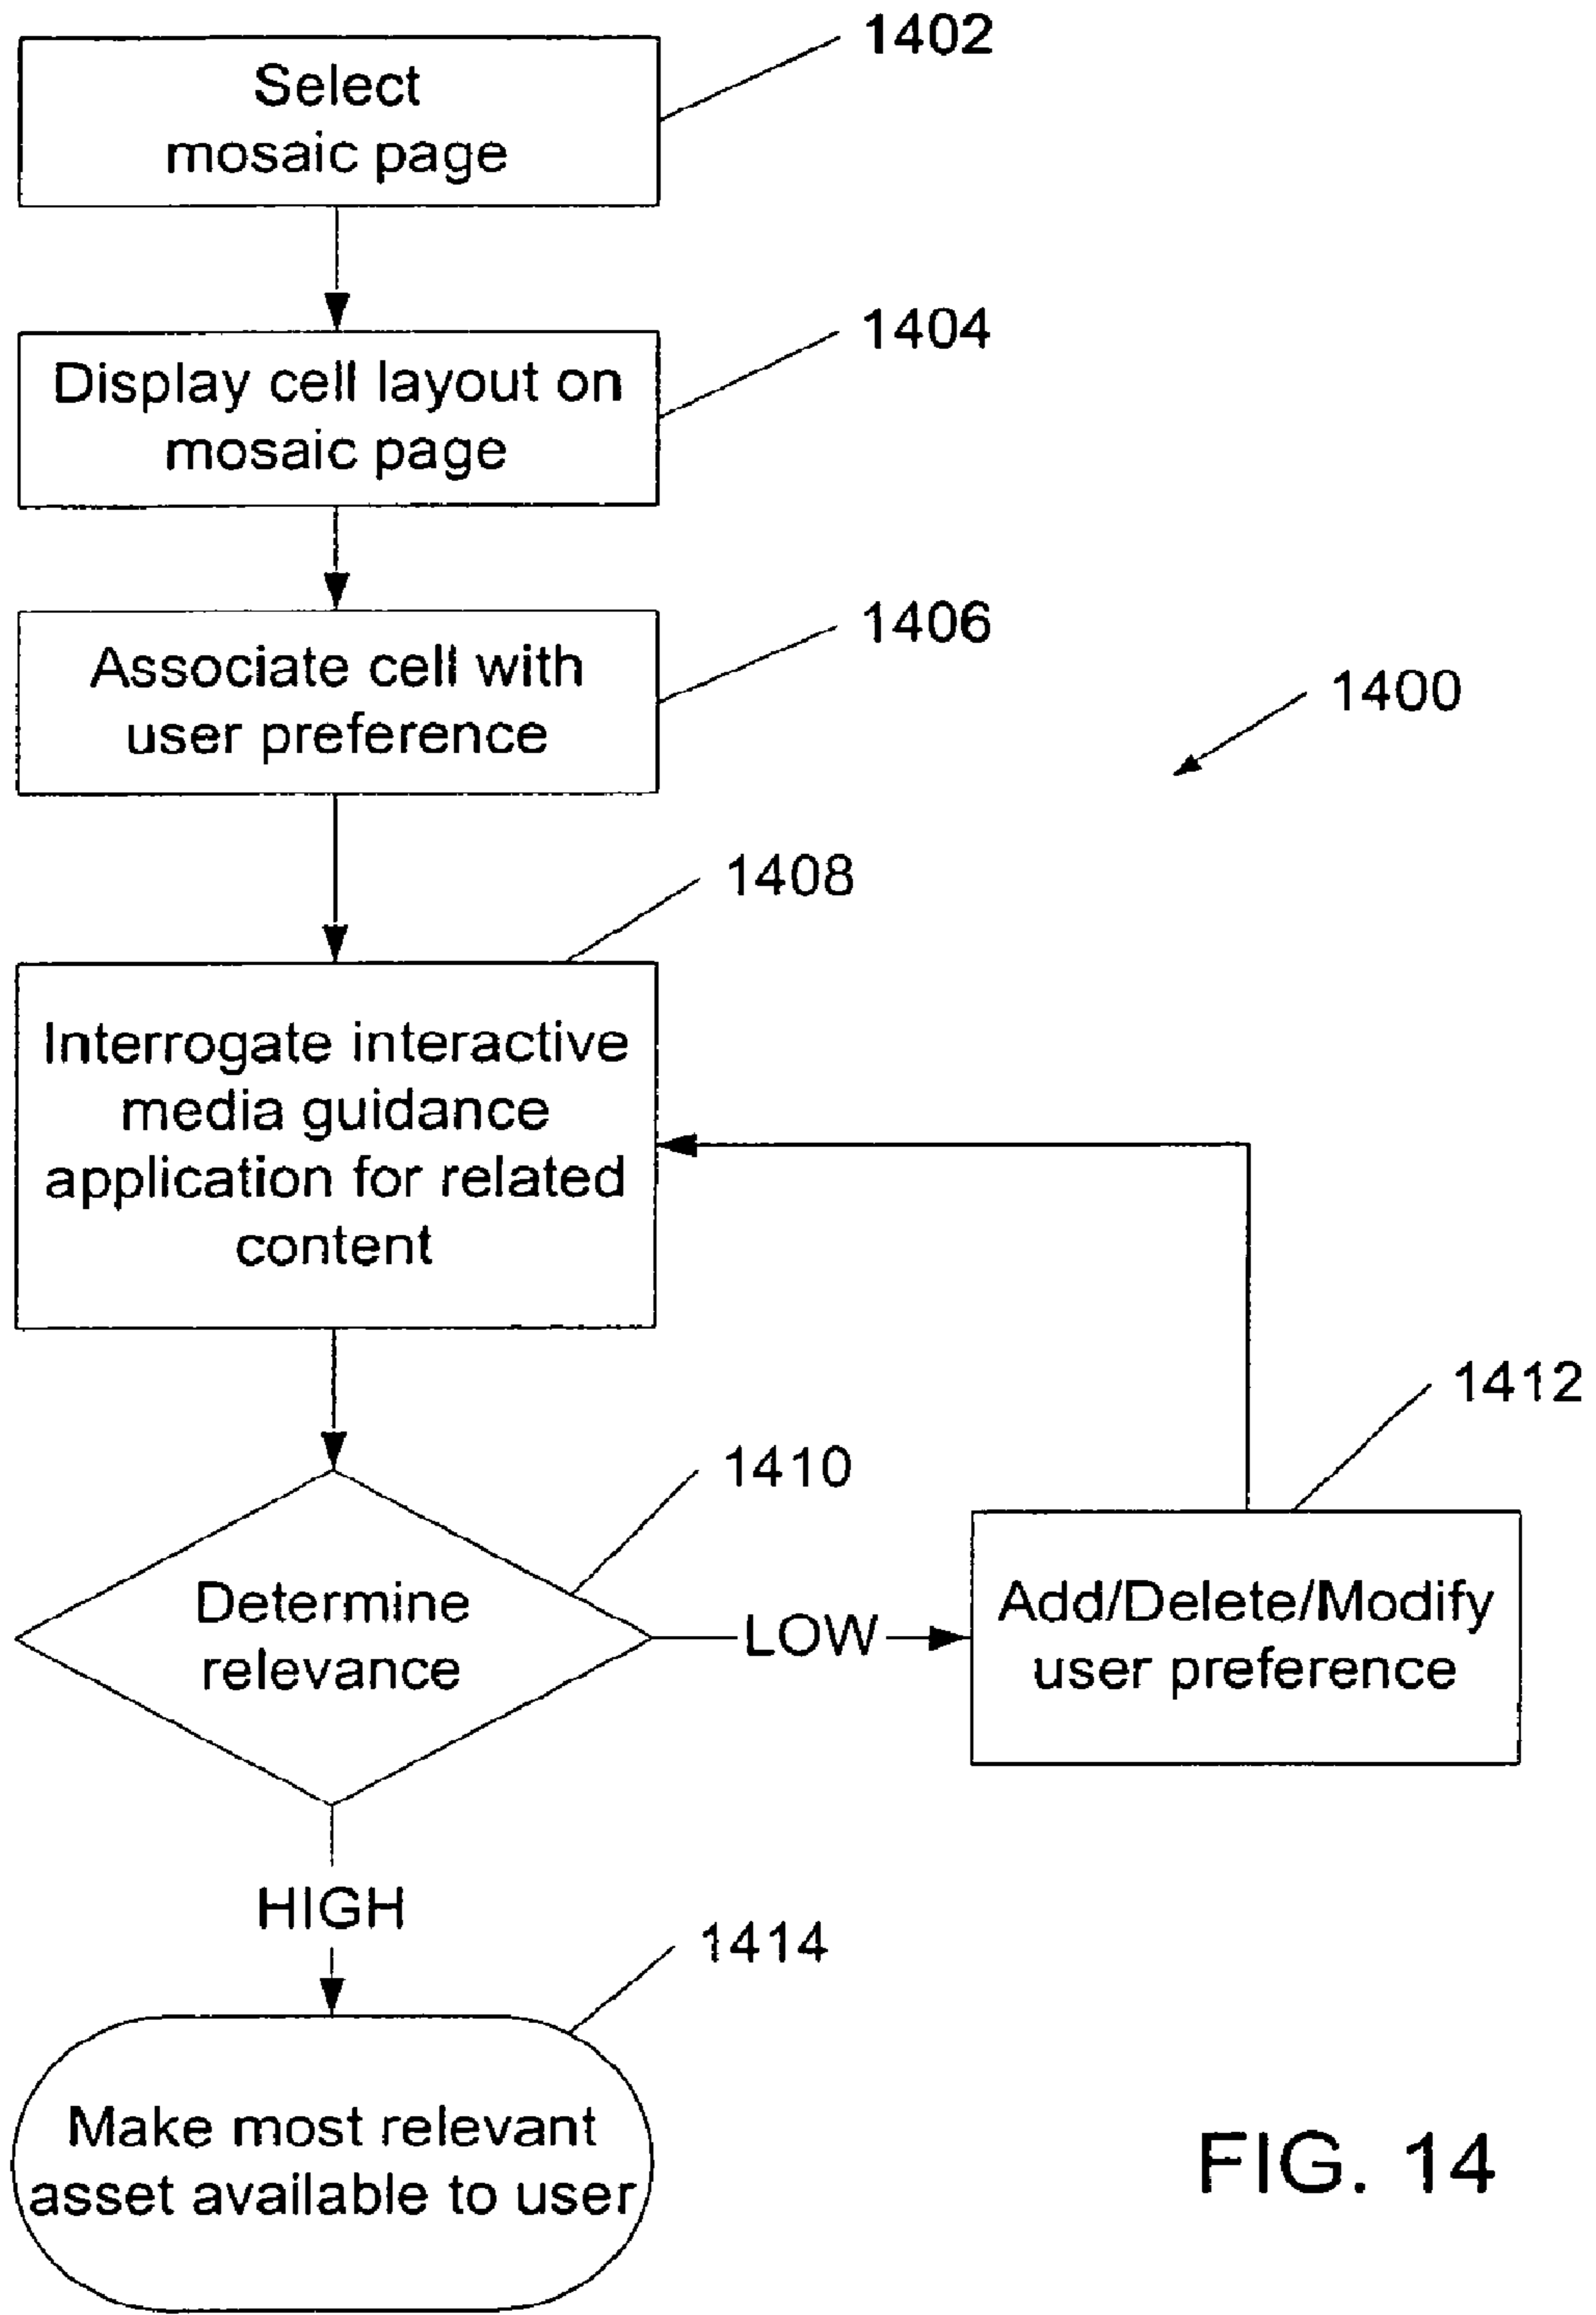 1402
Select
mosaic page
1404
Display cell layout on
mosaic page
1406
Associate cell with
user preference
1400
1408
Interrogate interactive
media guidance
application for related
content
1412
1410
Determine
relevance
LOW
Add/Delete/Modify
user preference
HIGH
1414
Make most relevant
asset available to user
FIG. 14